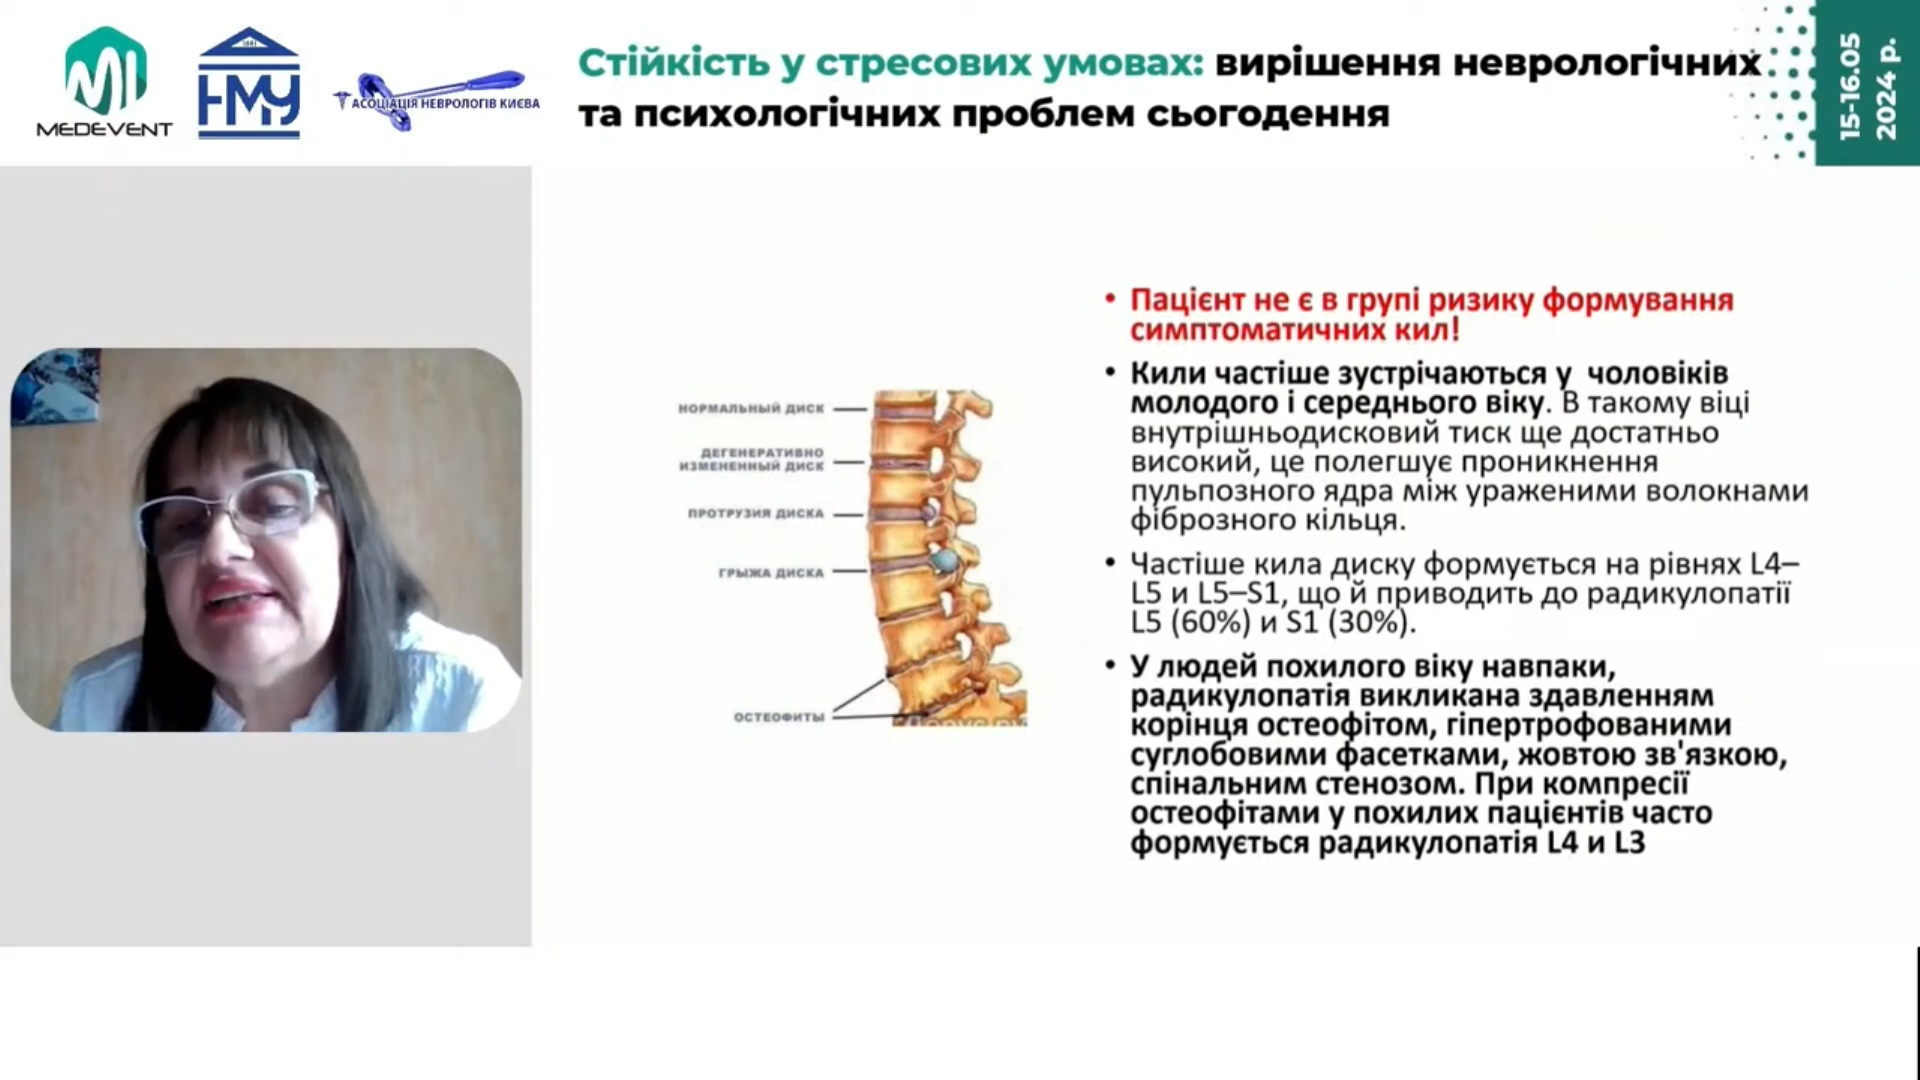 MEDEVENT
1841
НМУ
АСОЦІАЦІЯ НЕВРОЛОГІВ КИЄВА
Стійкість у стресових умовах: вирішення неврологічних
та психологічних проблем сьогодення
15-16.05
2024 р.
НОРМАЛЬНЫЙ ДИСК
ДЕГЕНЕРАТИВНО
ИЗМЕНЕННЫЙ ДИСК
ПРОТРУЗИЯ ДИСКА
ГРЫЖА ДИСКА
ОСТЕОФИТЫ
• Пацієнт не є в групі ризику формування
симптоматичних кил!
• Кили частіше зустрічаються у чоловіків
молодого і середнього віку. В такому віці
внутрішньодисковий тиск ще достатньо
високий, це полегшує проникнення
пульпозного ядра між ураженими волокнами
фіброзного кільця.
• Частіше кила диску формується на рівнях L4–
L5 и L5–S1, що й приводить до радикулопатії
L5 (60%) и S1 (30%).
• У людей похилого віку навпаки,
радикулопатія викликана здавленням
корінця остеофітом, гіпертрофованими
суглобовими фасетками, жовтою зв'язкою,
спінальним стенозом. При компресії
остеофітами у похилих пацієнтів часто
формується радикулопатія L4 и L3